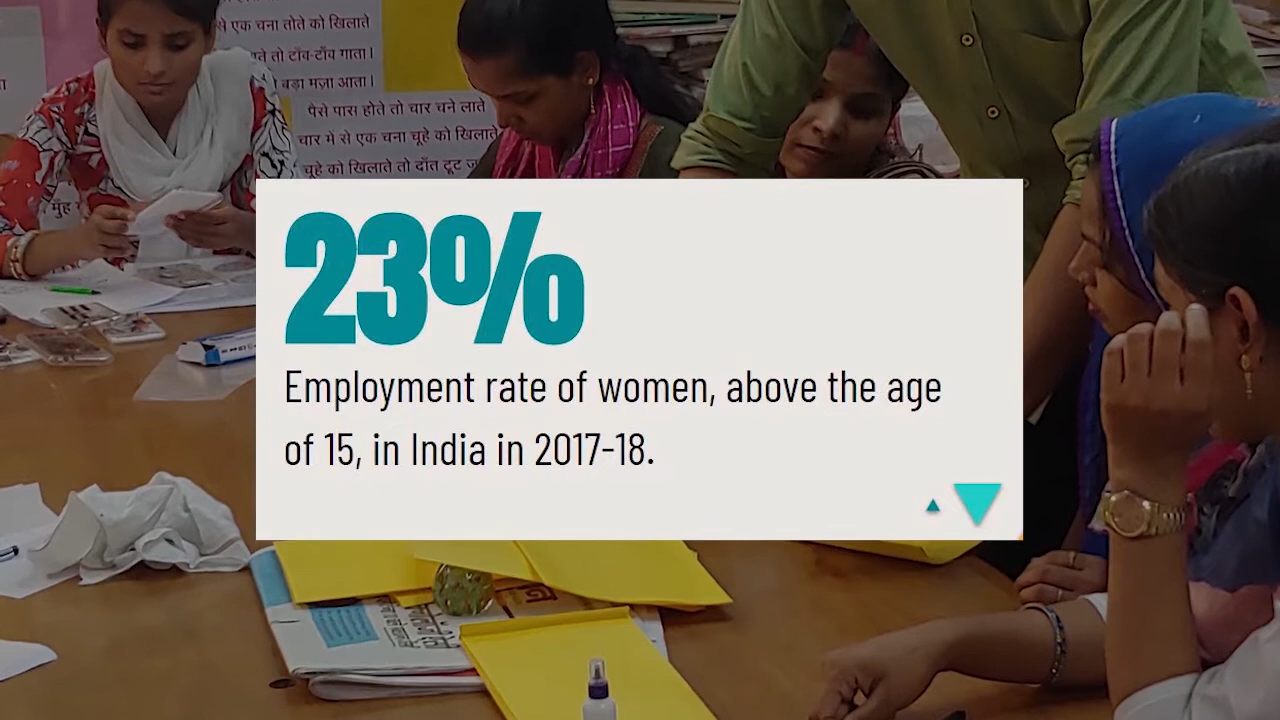 से एक चना तोते को खिलाते
तो टाँव-टाँव गाता।
बड़ा मज़ा आता।
पैसे पास होते तो चार चने लाते
चार में से एक चना चूहे को खिलाते
चूहे को खिलाते तो दाँत टूट
मुँह
23%
Employment rate of women, above the age
of 15, in India in 2017-18.